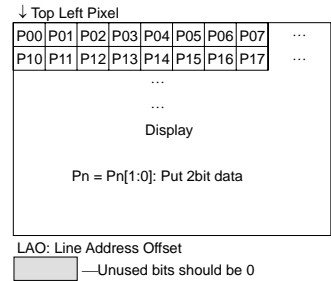 ↓ Top Left Pixel
P00 P01 P02 P03 P04 P05 P06 P07 ...
P10 P11 P12 P13 P14 P15 P16 P17 ...
...
...
Display
Pn = Pn[1:0]: Put 2bit data
LAO: Line Address Offset
—Unused bits should be 0